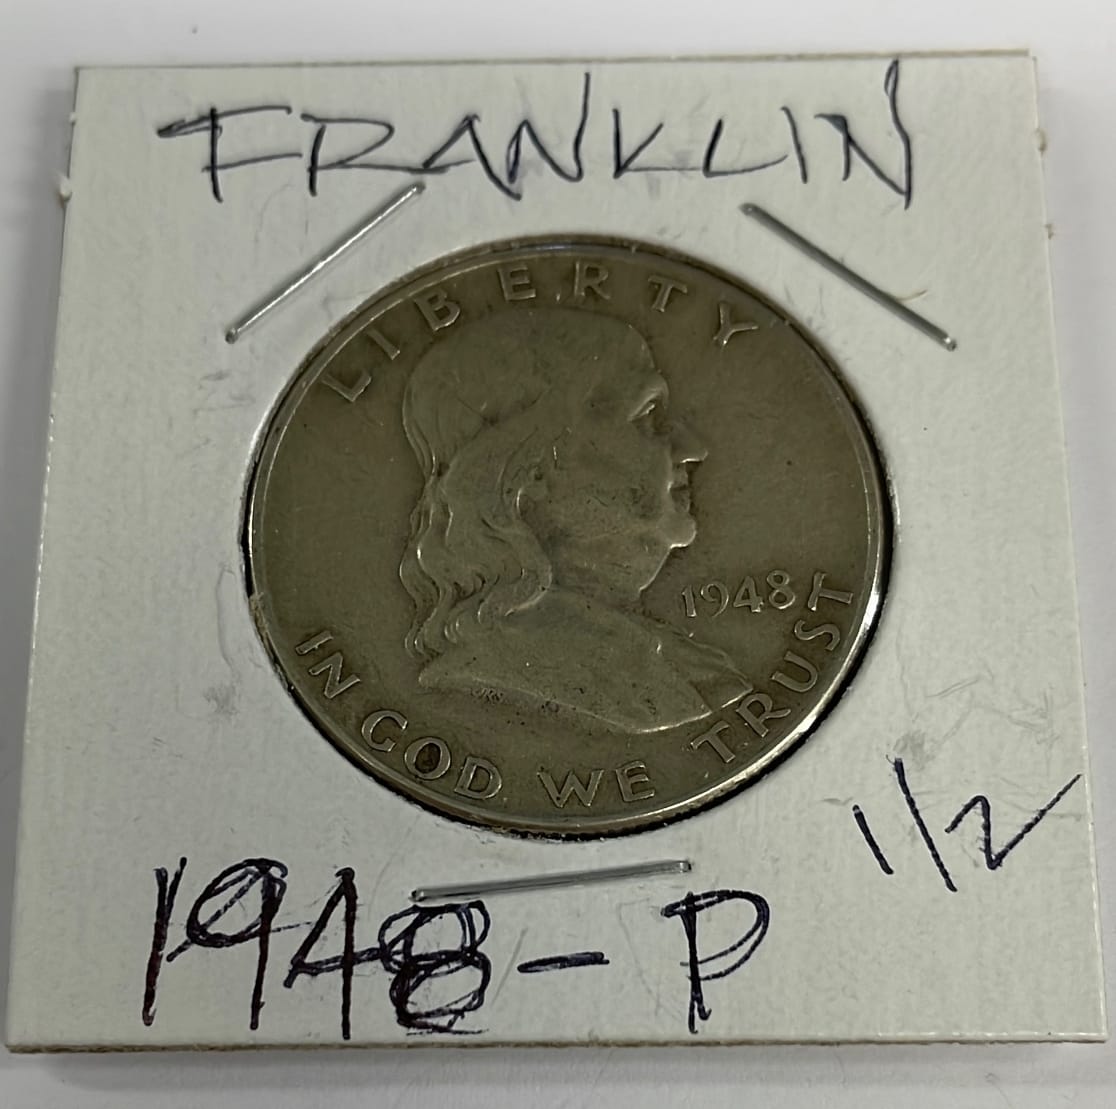 FRANKLIN
LIBERTY
1948
IN GOD WE TRUST
1/2
1948-P